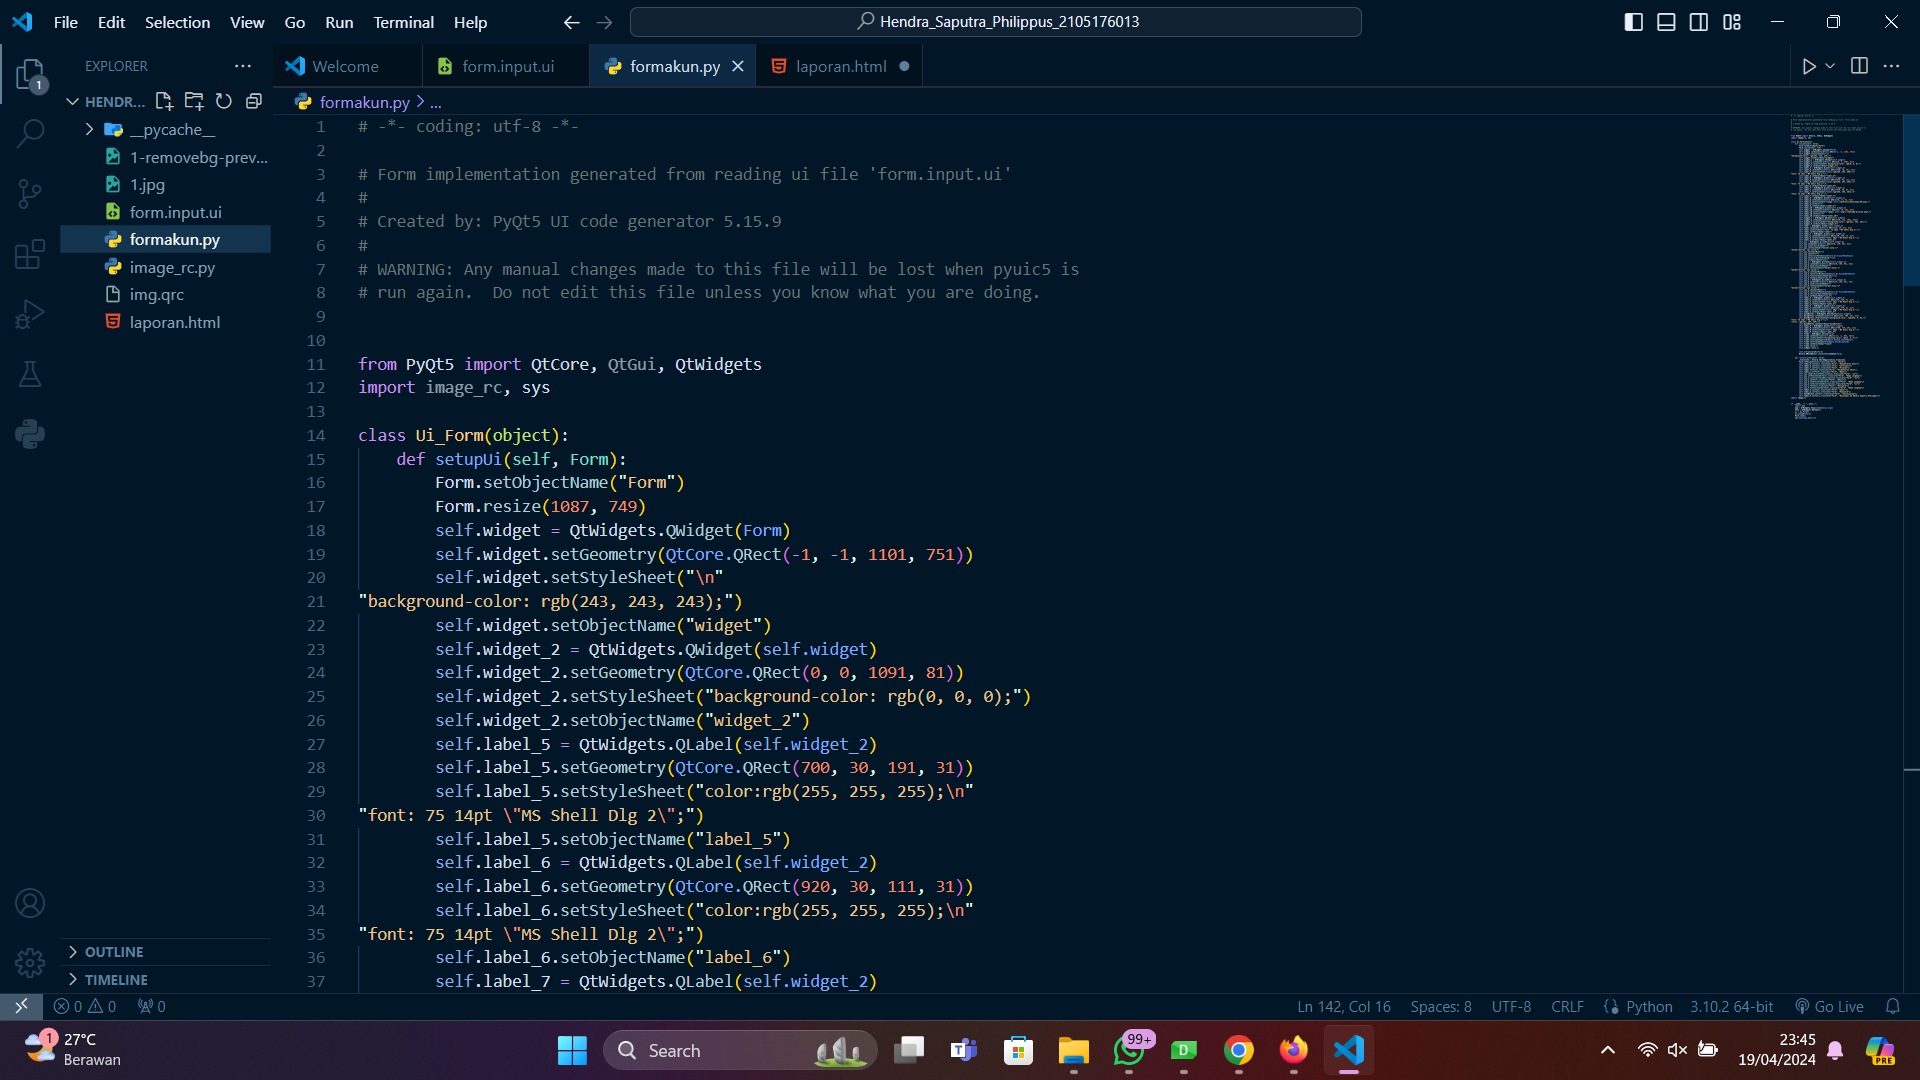 File Edit Selection View Go Run Terminal Help
Hendra_Saputra_Philippus_2105176013
EXPLORER
Welcome
form.input.ui
formakun.py
laporan.html
1
HENDR...
formakun.py > ...
__pycache__
1-removebg-prev...
1.jpg
form.input.ui
formakun.py
image_rc.py
img.qrc
laporan.html
1 # -*- coding: utf-8 -*-
2
3 # Form implementation generated from reading ui file 'form.input.ui'
4 #
5 # Created by: PyQt5 UI code generator 5.15.9
6 #
7 # WARNING: Any manual changes made to this file will be lost when pyuic5 is
8 # run again.  Do not edit this file unless you know what you are doing.
9
10
11 from PyQt5 import QtCore, QtGui, QtWidgets
12 import image_rc, sys
13
14 class Ui_Form(object):
15     def setupUi(self, Form):
16         Form.setObjectName("Form")
17         Form.resize(1087, 749)
18         self.widget = QtWidgets.QWidget(Form)
19         self.widget.setGeometry(QtCore.QRect(-1, -1, 1101, 751))
20         self.widget.setStyleSheet("\n"
21 "background-color: rgb(243, 243, 243);")
22         self.widget.setObjectName("widget")
23         self.widget_2 = QtWidgets.QWidget(self.widget)
24         self.widget_2.setGeometry(QtCore.QRect(0, 0, 1091, 81))
25         self.widget_2.setStyleSheet("background-color: rgb(0, 0, 0);")
26         self.widget_2.setObjectName("widget_2")
27         self.label_5 = QtWidgets.QLabel(self.widget_2)
28         self.label_5.setGeometry(QtCore.QRect(700, 30, 191, 31))
29         self.label_5.setStyleSheet("color:rgb(255, 255, 255);\n"
30 "font: 75 14pt \"MS Shell Dlg 2\";")
31         self.label_5.setObjectName("label_5")
32         self.label_6 = QtWidgets.QLabel(self.widget_2)
33         self.label_6.setGeometry(QtCore.QRect(920, 30, 111, 31))
34         self.label_6.setStyleSheet("color:rgb(255, 255, 255);\n"
35 "font: 75 14pt \"MS Shell Dlg 2\";")
36         self.label_6.setObjectName("label_6")
37         self.label_7 = QtWidgets.QLabel(self.widget_2)
OUTLINE
TIMELINE
0 0 0
Ln 142, Col 16 Spaces: 8 UTF-8 CRLF Python 3.10.2 64-bit Go Live
1
27°C
Berawan
Search
99+
D
23:45
19/04/2024
PRE